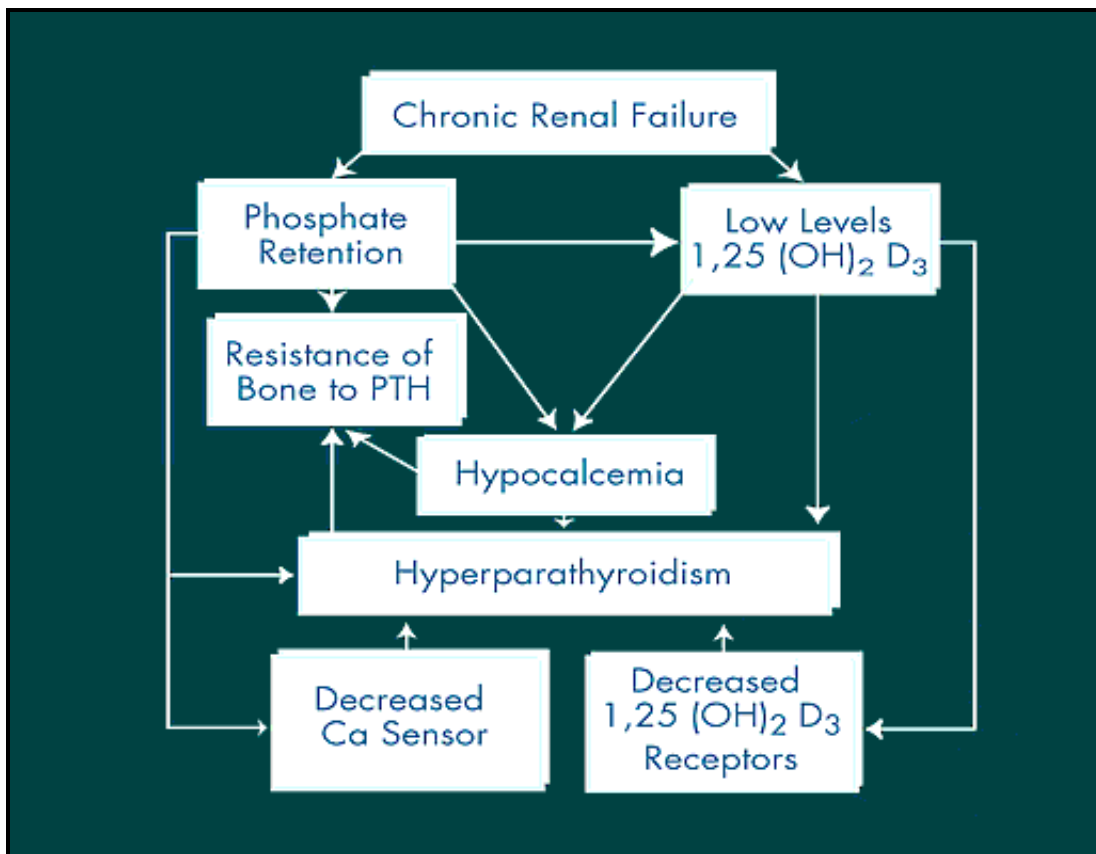 Chronic Renal Failure
Phosphate
Retention
Low Levels
1,25 (OH)₂ D₃
Resistance of
Bone to PTH
Hypocalcemia
Hyperparathyroidism
Decreased
Ca Sensor
Decreased
1,25 (OH)₂ D₃
Receptors